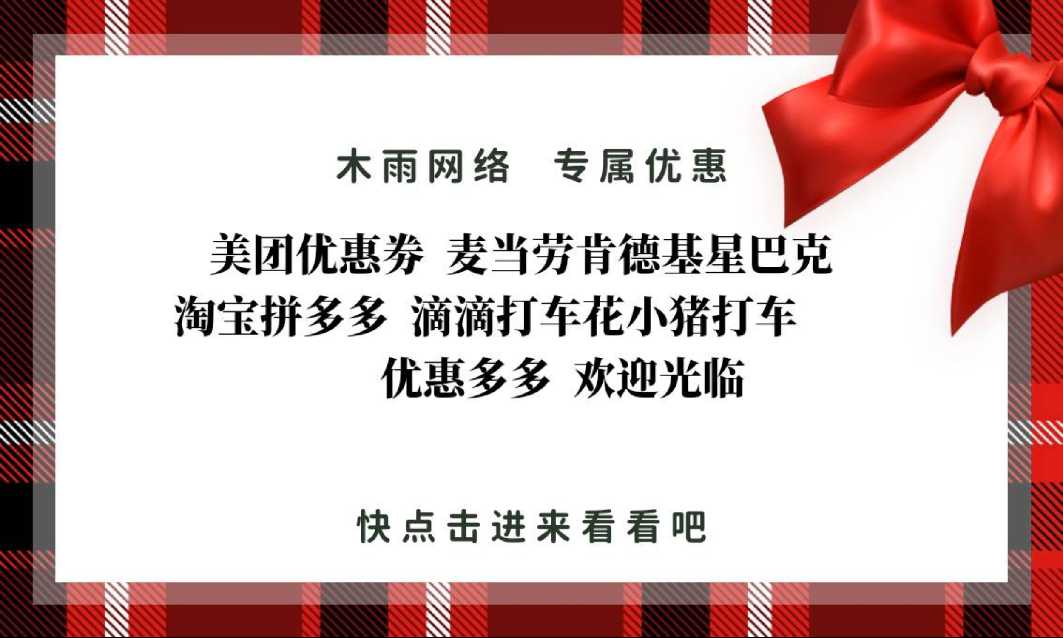 木雨网络 专属优惠
美团优惠券 麦当劳肯德基星巴克
淘宝拼多多 滴滴打车花小猪打车
优惠多多 欢迎光临
快点击进来看看吧